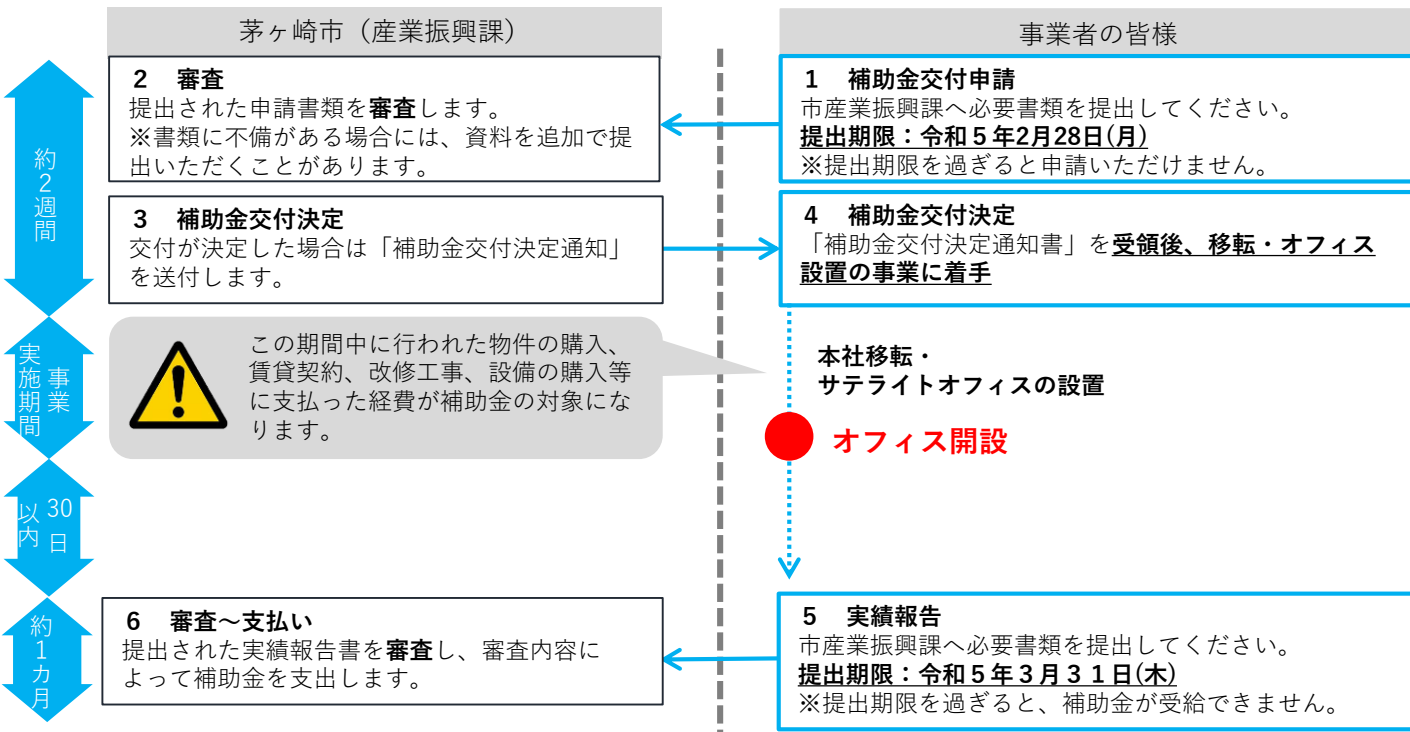 茅ヶ崎市（産業振興課）
事業者の皆様
約2週間
2　審査
提出された申請書類を審査します。
※書類に不備がある場合には、資料を追加で提
出いただくことがあります。
1　補助金交付申請
市産業振興課へ必要書類を提出してください。
提出期限：令和５年2月28日(月)
※提出期限を過ぎると申請いただけません。
3　補助金交付決定
交付が決定した場合は「補助金交付決定通知」
を送付します。
4　補助金交付決定
「補助金交付決定通知書」を受領後、移転・オフィス
設置の事業に着手
事業
実施期間
この期間中に行われた物件の購入、
賃貸契約、改修工事、設備の購入等
に支払った経費が補助金の対象にな
ります。
本社移転・
サテライトオフィスの設置
オフィス開設
30日
以内
約1カ月
6　審査～支払い
提出された実績報告書を審査し、審査内容に
よって補助金を支出します。
5　実績報告
市産業振興課へ必要書類を提出してください。
提出期限：令和５年３月３１日(木)
※提出期限を過ぎると、補助金が受給できません。